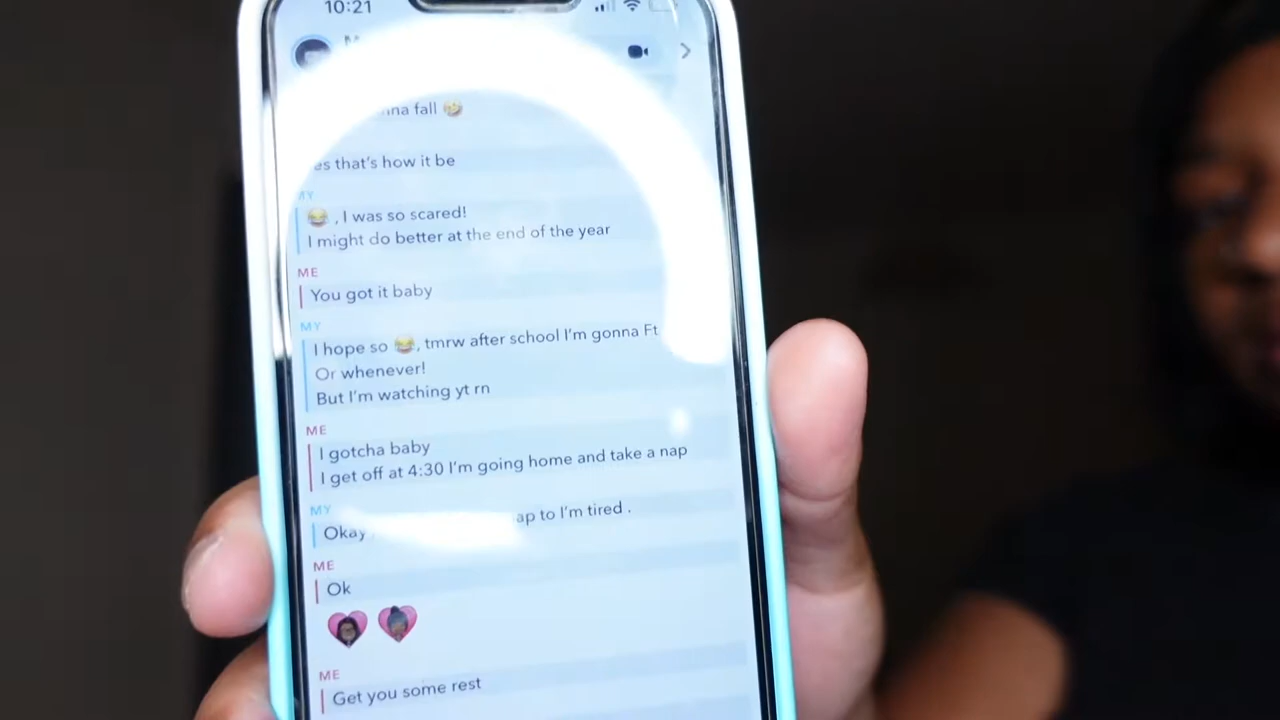 10:21
fall 🤣
that's how it be
MY
😂 , I was so scared!
I might do better at the end of the year
ME
You got it baby
MY
I hope so 😂, tmrw after school I'm gonna Ft
Or whenever!
But I'm watching yt rn
ME
I gotcha baby
I get off at 4:30 I'm going home and take a nap
MY
Okay to I'm tired .
ME
Ok
ME
Get you some rest